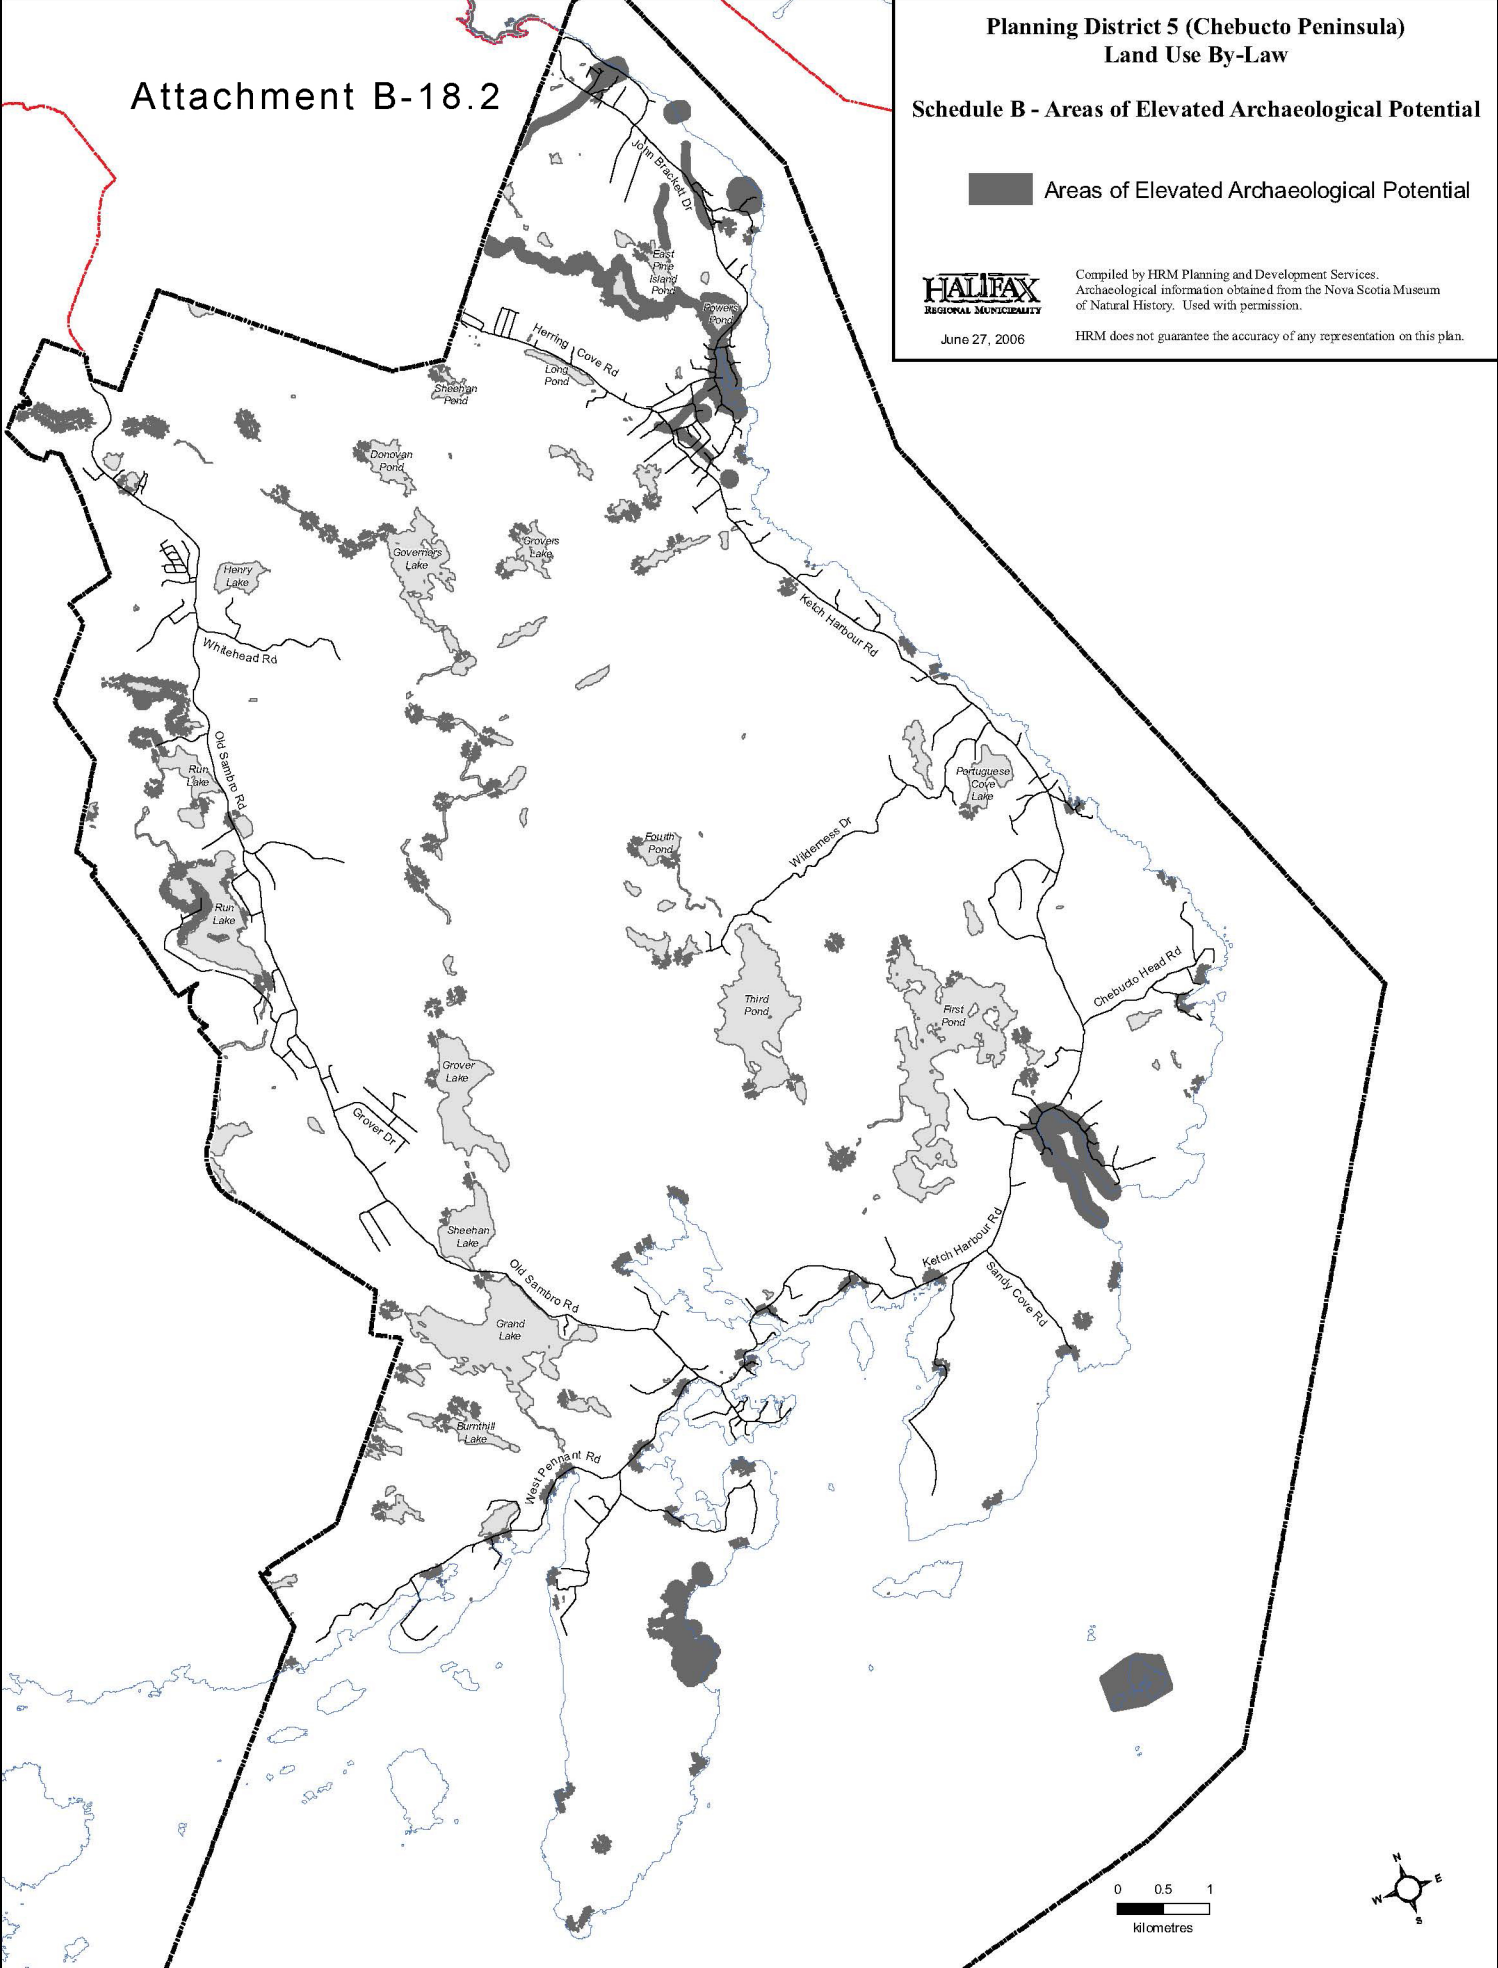 Attachment B-18.2
Planning District 5 (Chebucto Peninsula)
Land Use By-Law
Schedule B - Areas of Elevated Archaeological Potential
Areas of Elevated Archaeological Potential
HALIFAX
REGIONAL MUNICIPALITY
June 27, 2006
Compiled by HRM Planning and Development Services.
Archaeological information obtained from the Nova Scotia Museum
of Natural History. Used with permission.
HRM does not guarantee the accuracy of any representation on this plan.
John Brackett Dr
East
Pine
Island
Pond
Powers
Pond
Herring Cove Rd
Long
Pond
Sheehan
Pond
Donovan
Pond
Governors
Lake
Grovers
Lake
Henry
Lake
Whitehead Rd
Ketch Harbour Rd
Old Sambro Rd
Run
Lake
Portuguese
Cove
Lake
Wilderness Dr
Fourth
Pond
Run
Lake
Chebucto Head Rd
Third
Pond
First
Pond
Grover
Lake
Grover Dr
Sheehan
Lake
Ketch Harbour Rd
Sandy Cove Rd
Old Sambro Rd
Grand
Lake
Burnthill
Lake
West Pennant Rd
0 0.5 1
kilometres
N
E
W
S